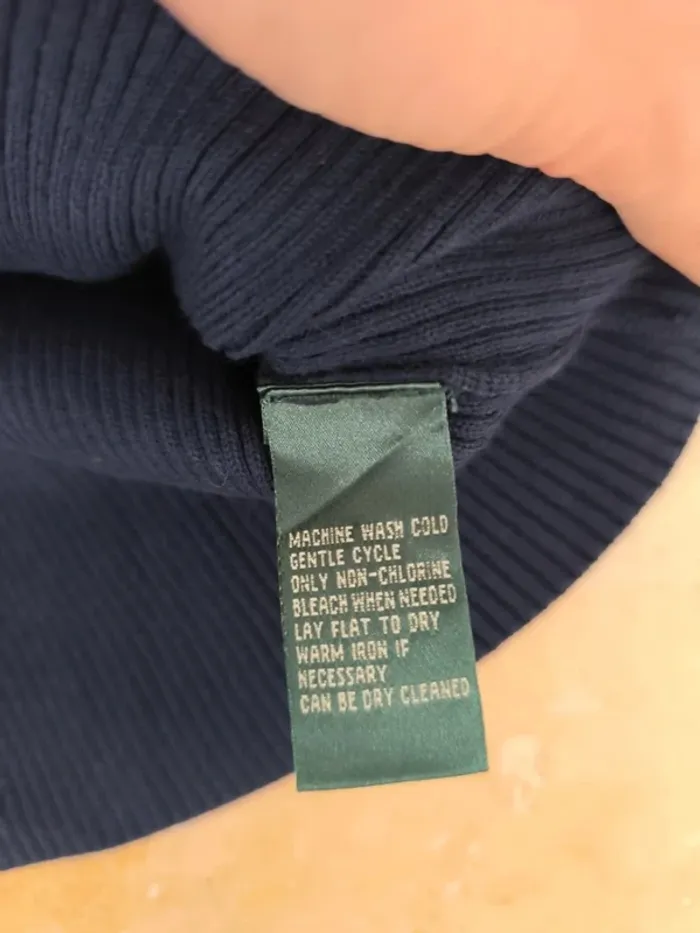 MACHINE WASH COLD
GENTLE CYCLE
ONLY NON-CHLORINE
BLEACH WHEN NEEDED
LAY FLAT TO DRY
WARM IRON IF
NECESSARY
CAN BE DRY CLEANED